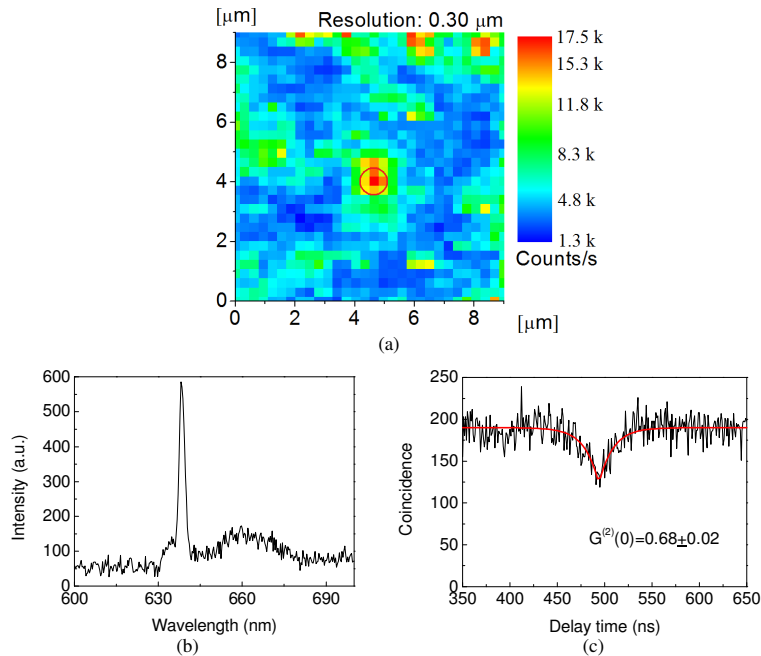 [μm] Resolution: 0.30 μm
17.5 k
15.3 k
11.8 k
8.3 k
4.8 k
1.3 k
Counts/s
8
6
4
2
0
0 2 4 6 8
[μm]
(a)
600
500
400
300
200
100
0
Intensity (a.u.)
600 630 660 690
Wavelength (nm)
(b)
250
200
150
100
50
0
Coincidence
G(2)(0)=0.68±0.02
350 400 450 500 550 600 650
Delay time (ns)
(c)